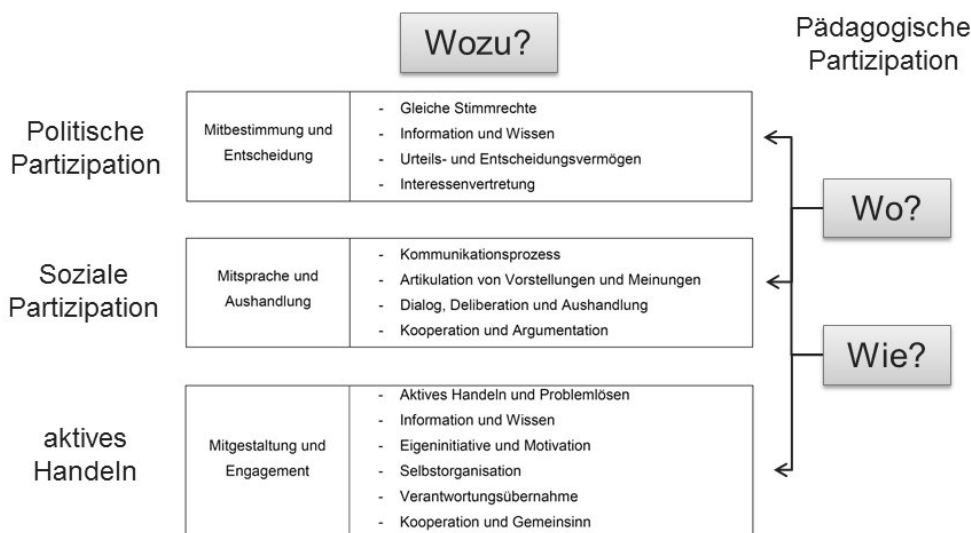 Wozu?
Pädagogische
Partizipation
Politische
Partizipation
Mitbestimmung und
Entscheidung
- Gleiche Stimmrechte
- Information und Wissen
- Urteils- und Entscheidungsvermögen
- Interessenvertretung
Wo?
Soziale
Partizipation
Mitsprache und
Aushandlung
- Kommunikationsprozess
- Artikulation von Vorstellungen und Meinungen
- Dialog, Deliberation und Aushandlung
- Kooperation und Argumentation
Wie?
aktives
Handeln
Mitgestaltung und
Engagement
- Aktives Handeln und Problemlösen
- Information und Wissen
- Eigeninitiative und Motivation
- Selbstorganisation
- Verantwortungsübernahme
- Kooperation und Gemeinsinn